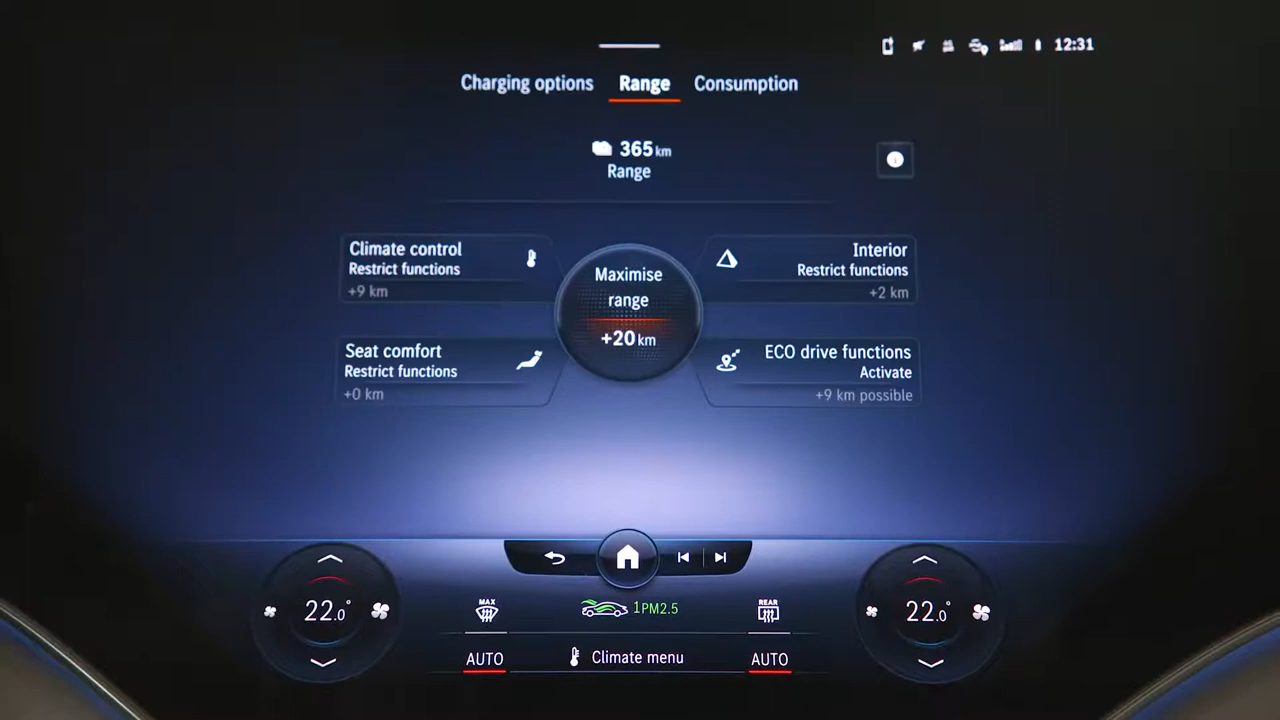 12:31
Charging options Range Consumption
365 km
Range
Climate control
Restrict functions
+9 km
Interior
Restrict functions
+2 km
Maximise
range
+20 km
Seat comfort
Restrict functions
+0 km
ECO drive functions
Activate
+9 km possible
22.0°
MAX
1PM2.5
REAR
22.0°
AUTO
Climate menu
AUTO